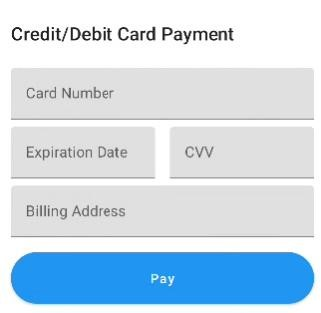 Credit/Debit Card Payment
Card Number
Expiration Date CVV
Billing Address
Pay